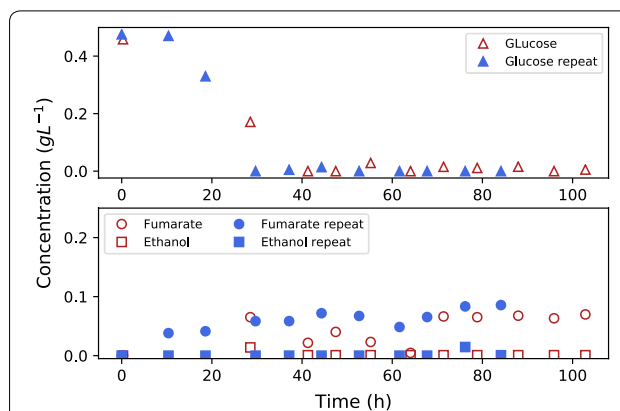 0.4
0.2
0.0
GLucose
Glucose repeat
0 20 40 60 80 100
Concentration (gL⁻¹)
0.2
0.1
0.0
Fumarate Fumarate repeat
Ethanol Ethanol repeat
0 20 40 60 80 100
Time (h)